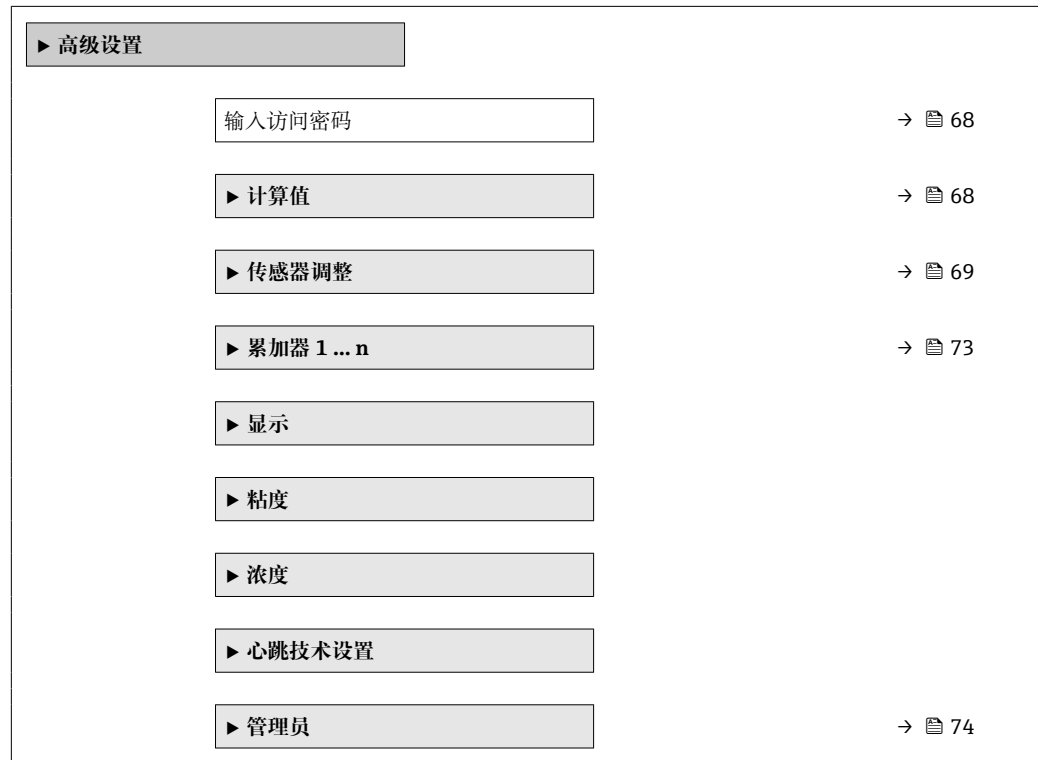 ▶ 高级设置
输入访问密码 → 🖹 68
▶ 计算值 → 🖹 68
▶ 传感器调整 → 🖹 69
▶ 累加器 1 ... n → 🖹 73
▶ 显示
▶ 粘度
▶ 浓度
▶ 心跳技术设置
▶ 管理员 → 🖹 74